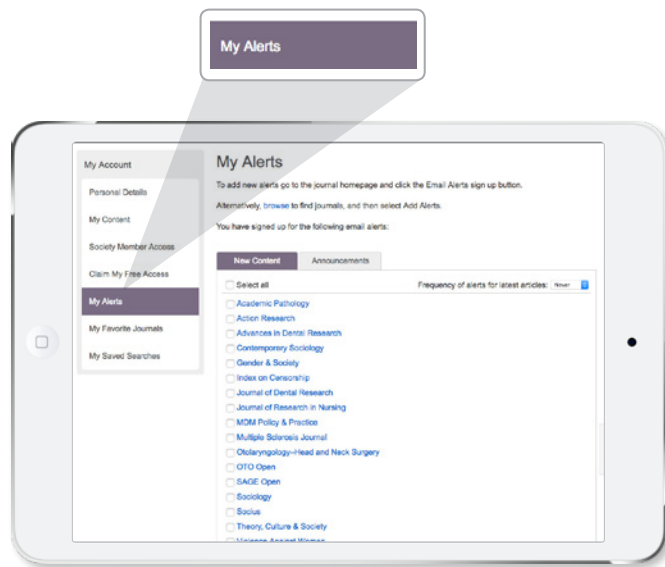 My Alerts
My Account
Personal Details
My Content
Society Member Access
Claim My Free Access
My Alerts
My Favorite Journals
My Saved Searches
My Alerts
To add new alerts go to the journal homepage and click the Email Alerts sign up button.
Alternatively, browse to find journals, and then select Add Alerts.
You have signed up for the following email alerts:
New Content Announcements
Select all Frequency of alerts for latest articles: Never
Academic Pathology
Action Research
Advances in Dental Research
Contemporary Sociology
Gender & Society
Index on Censorship
Journal of Dental Research
Journal of Research in Nursing
MDM Policy & Practice
Multiple Sclerosis Journal
Otolaryngology–Head and Neck Surgery
OTO Open
SAGE Open
Sociology
Socius
Theory, Culture & Society
Violence Against Women